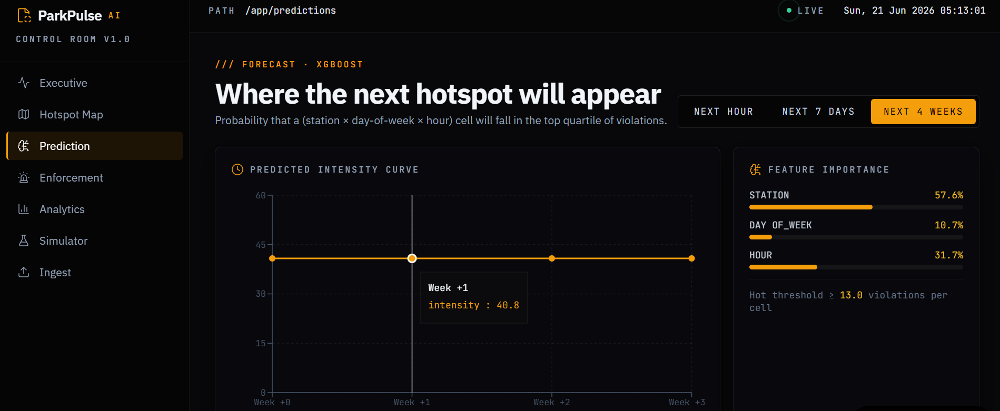 ParkPulse AI
CONTROL ROOM V1.0
Executive
Hotspot Map
Prediction
Enforcement
Analytics
Simulator
Ingest
PATH /app/predictions
LIVE Sun, 21 Jun 2026 05:13:01
/// FORECAST · XGBOOST
Where the next hotspot will appear
Probability that a (station × day-of-week × hour) cell will fall in the top quartile of violations.
NEXT HOUR NEXT 7 DAYS NEXT 4 WEEKS
PREDICTED INTENSITY CURVE
60
45
30
15
0
Week +1
intensity : 40.8
Week +0 Week +1 Week +2 Week +3
FEATURE IMPORTANCE
STATION 57.6%
DAY OF_WEEK 10.7%
HOUR 31.7%
Hot threshold ≥ 13.0 violations per
cell